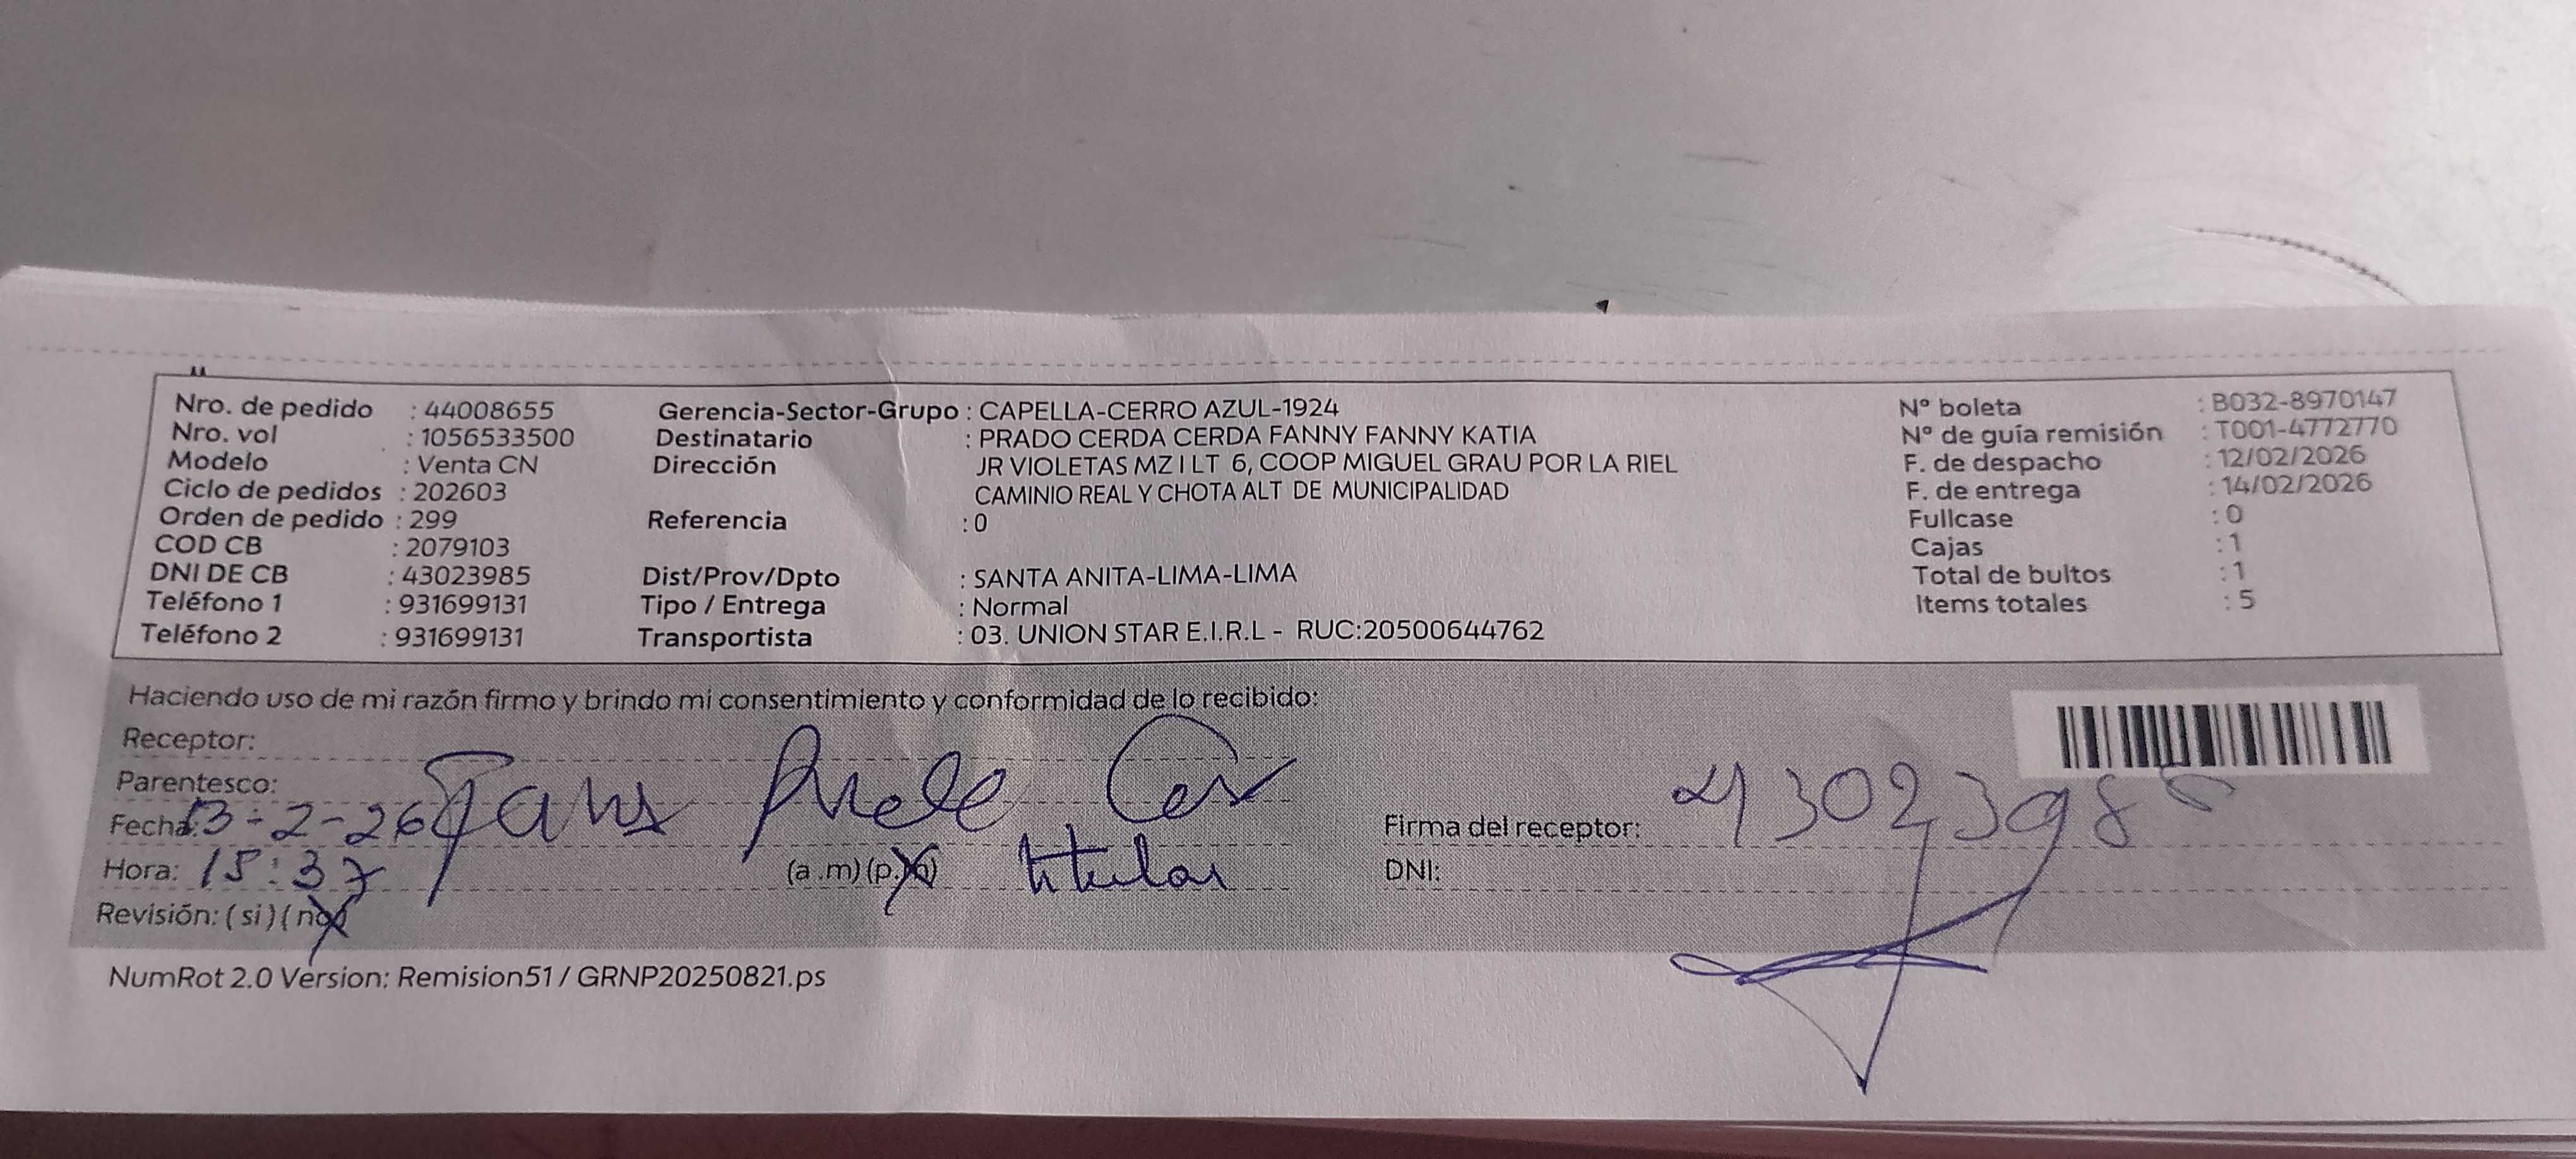 Nro. de pedido : 44008655
Nro. vol : 1056533500
Modelo : Venta CN
Ciclo de pedidos : 202603
Orden de pedido : 299
COD CB : 2079103
DNI DE CB : 43023985
Teléfono 1 : 931699131
Teléfono 2 : 931699131
Gerencia-Sector-Grupo : CAPELLA-CERRO AZUL-1924
Destinatario : PRADO CERDA CERDA FANNY FANNY KATIA
Dirección JR VIOLETAS MZ I LT 6, COOP MIGUEL GRAU POR LA RIEL
CAMINIO REAL Y CHOTA ALT DE MUNICIPALIDAD
Referencia : 0
Dist/Prov/Dpto : SANTA ANITA-LIMA-LIMA
Tipo / Entrega : Normal
Transportista : 03. UNION STAR E.I.R.L - RUC:20500644762
N° boleta : B032-8970147
N° de guía remisión : T001-4772770
F. de despacho : 12/02/2026
F. de entrega : 14/02/2026
Fullcase : 0
Cajas : 1
Total de bultos : 1
Items totales : 5
Haciendo uso de mi razón firmo y brindo mi consentimiento y conformidad de lo recibido:
Receptor:
Parentesco:
Fecha: 13-2-26
Hora: 15:37 (a.m) (p.m) titular
Revisión: (si) (no)
Firma del receptor: 43023985
DNI:
NumRot 2.0 Version: Remision51 / GRNP20250821.ps